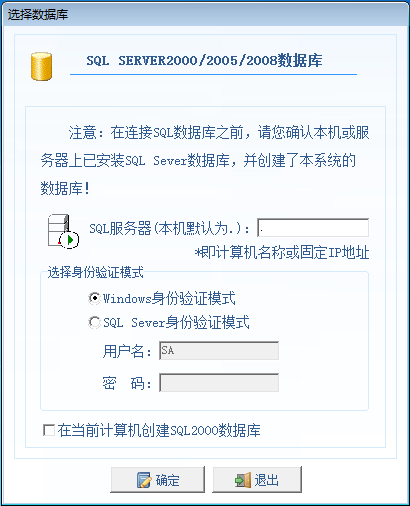 选择数据库
SQL SERVER2000/2005/2008数据库
注意：在连接SQL数据库之前，请您确认本机或服
务器上已安装SQL Sever数据库，并创建了本系统的
数据库！
SQL服务器(本机默认为.)： .
*即计算机名称或固定IP地址
选择身份验证模式
Windows身份验证模式
SQL Sever身份验证模式
用户名： SA
密 码：
在当前计算机创建SQL2000数据库
确定 退出